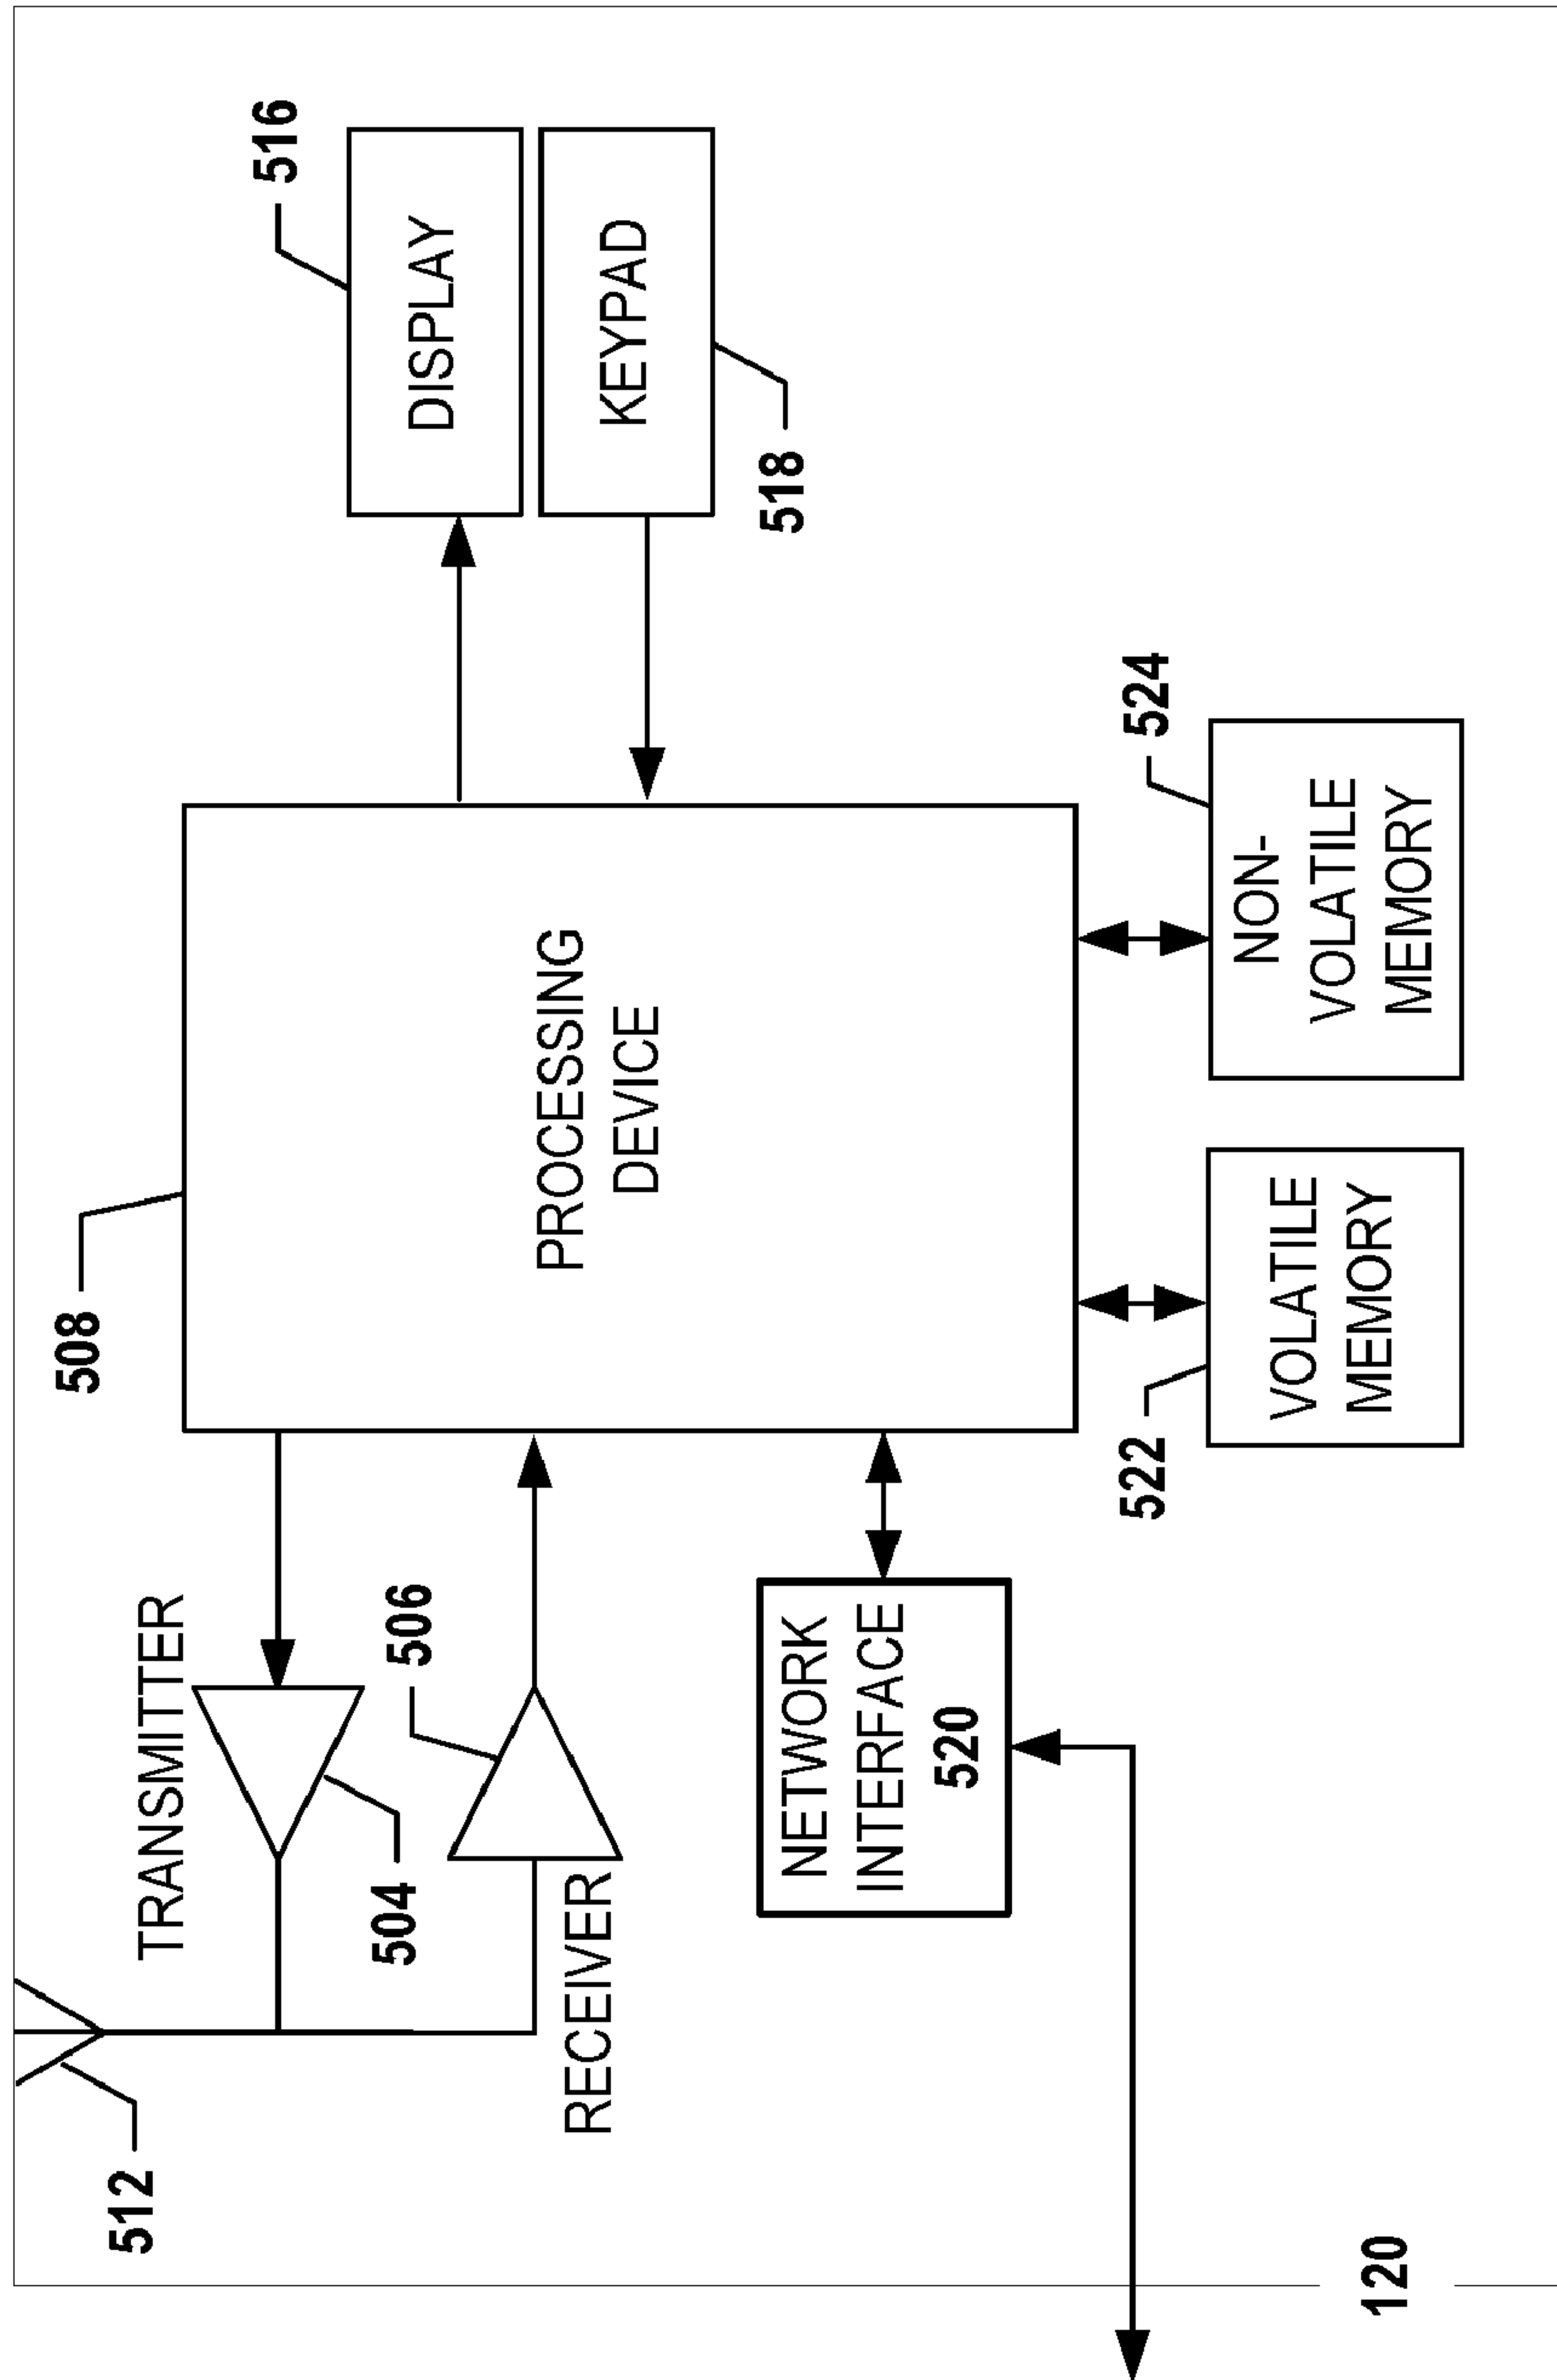 512
TRANSMITTER
504
506
RECEIVER
508
PROCESSING
DEVICE
516
DISPLAY
KEYPAD
518
NETWORK
INTERFACE
520
522
VOLATILE
MEMORY
524
NON-
VOLATILE
MEMORY
120